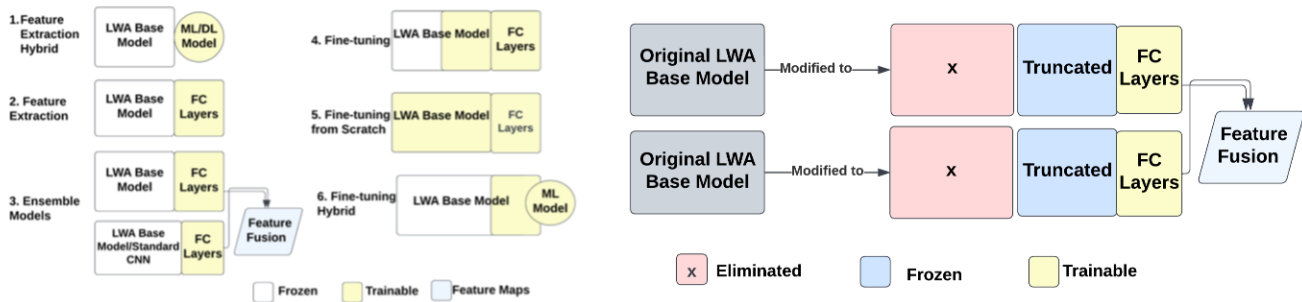 1. Feature
Extraction
Hybrid
LWA Base
Model
ML/DL
Model
2. Feature
Extraction
LWA Base
Model
FC
Layers
3. Ensemble
Models
LWA Base
Model
FC
Layers
LWA Base
Model/Standard
CNN
FC
Layers
Feature
Fusion
4. Fine-tuning
LWA Base Model
FC
Layers
5. Fine-tuning
from Scratch
LWA Base Model
FC
Layers
6. Fine-tuning
Hybrid
LWA Base Model
ML
Model
Frozen
Trainable
Feature Maps
Original LWA
Base Model
Modified to
x
Truncated
FC
Layers
Original LWA
Base Model
Modified to
x
Truncated
FC
Layers
Feature
Fusion
x
Eliminated
Frozen
Trainable